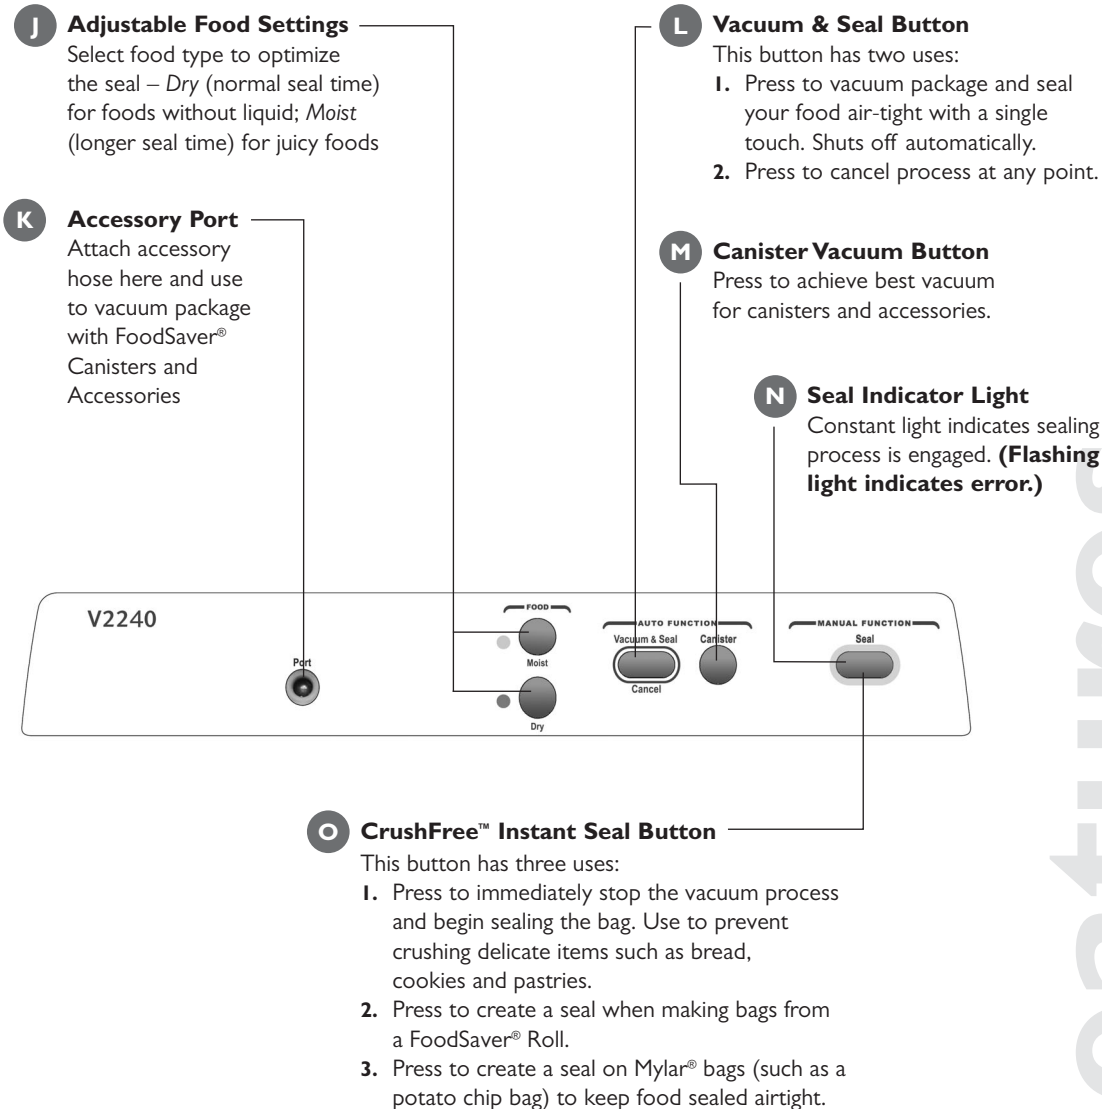 J Adjustable Food Settings
Select food type to optimize
the seal – Dry (normal seal time)
for foods without liquid; Moist
(longer seal time) for juicy foods
K Accessory Port
Attach accessory
hose here and use
to vacuum package
with FoodSaver®
Canisters and
Accessories
L Vacuum & Seal Button
This button has two uses:
1. Press to vacuum package and seal
your food air-tight with a single
touch. Shuts off automatically.
2. Press to cancel process at any point.
M Canister Vacuum Button
Press to achieve best vacuum
for canisters and accessories.
N Seal Indicator Light
Constant light indicates sealing
process is engaged. (Flashing
light indicates error.)
V2240
Port
FOOD
Moist
Dry
AUTO FUNCTION
Vacuum & Seal Canister
Cancel
MANUAL FUNCTION
Seal
O CrushFree™ Instant Seal Button
This button has three uses:
1. Press to immediately stop the vacuum process
and begin sealing the bag. Use to prevent
crushing delicate items such as bread,
cookies and pastries.
2. Press to create a seal when making bags from
a FoodSaver® Roll.
3. Press to create a seal on Mylar® bags (such as a
potato chip bag) to keep food sealed airtight.